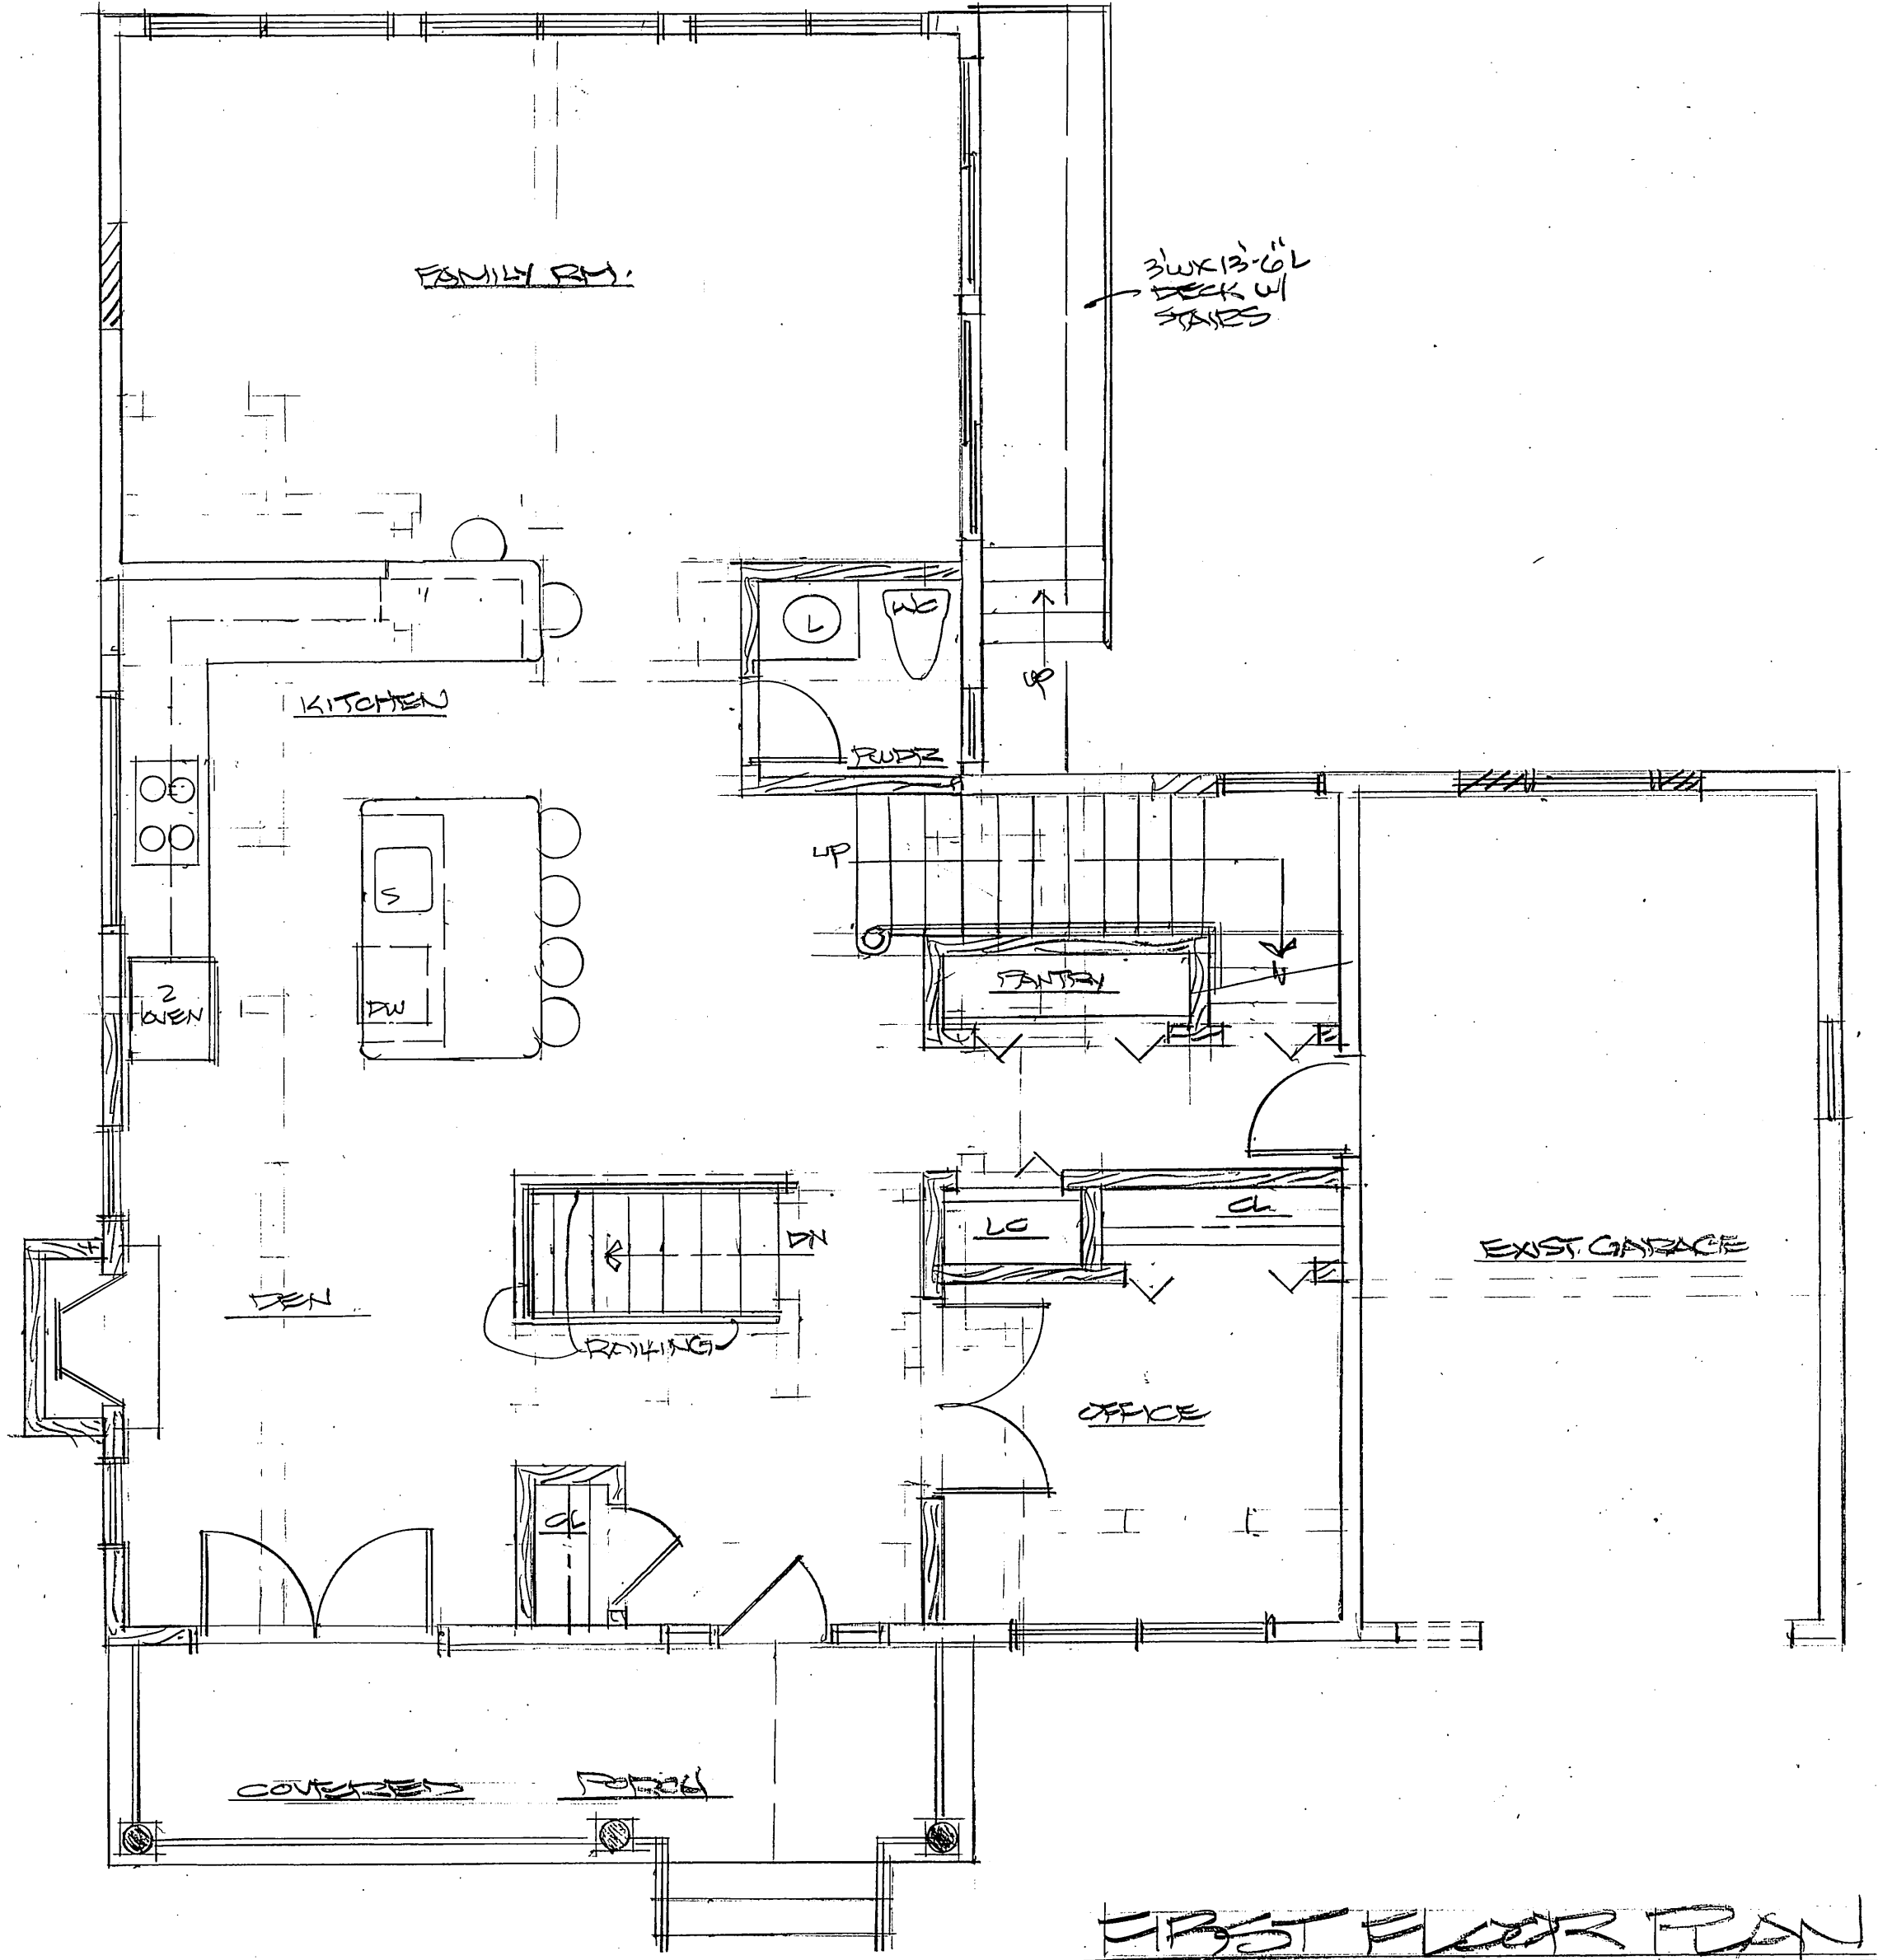 FAMILY RM.
3'W X 13'-6"L
DECK W/
STAIRS
WC
L
UP
KITCHEN
PWDR
UP
S
PANTRY
2
OVEN
DW
CL
LC
DN
EXIST. GARAGE
DEN
RAILING
OFFICE
CL
COVERED PORCH
FIRST FLOOR PLAN